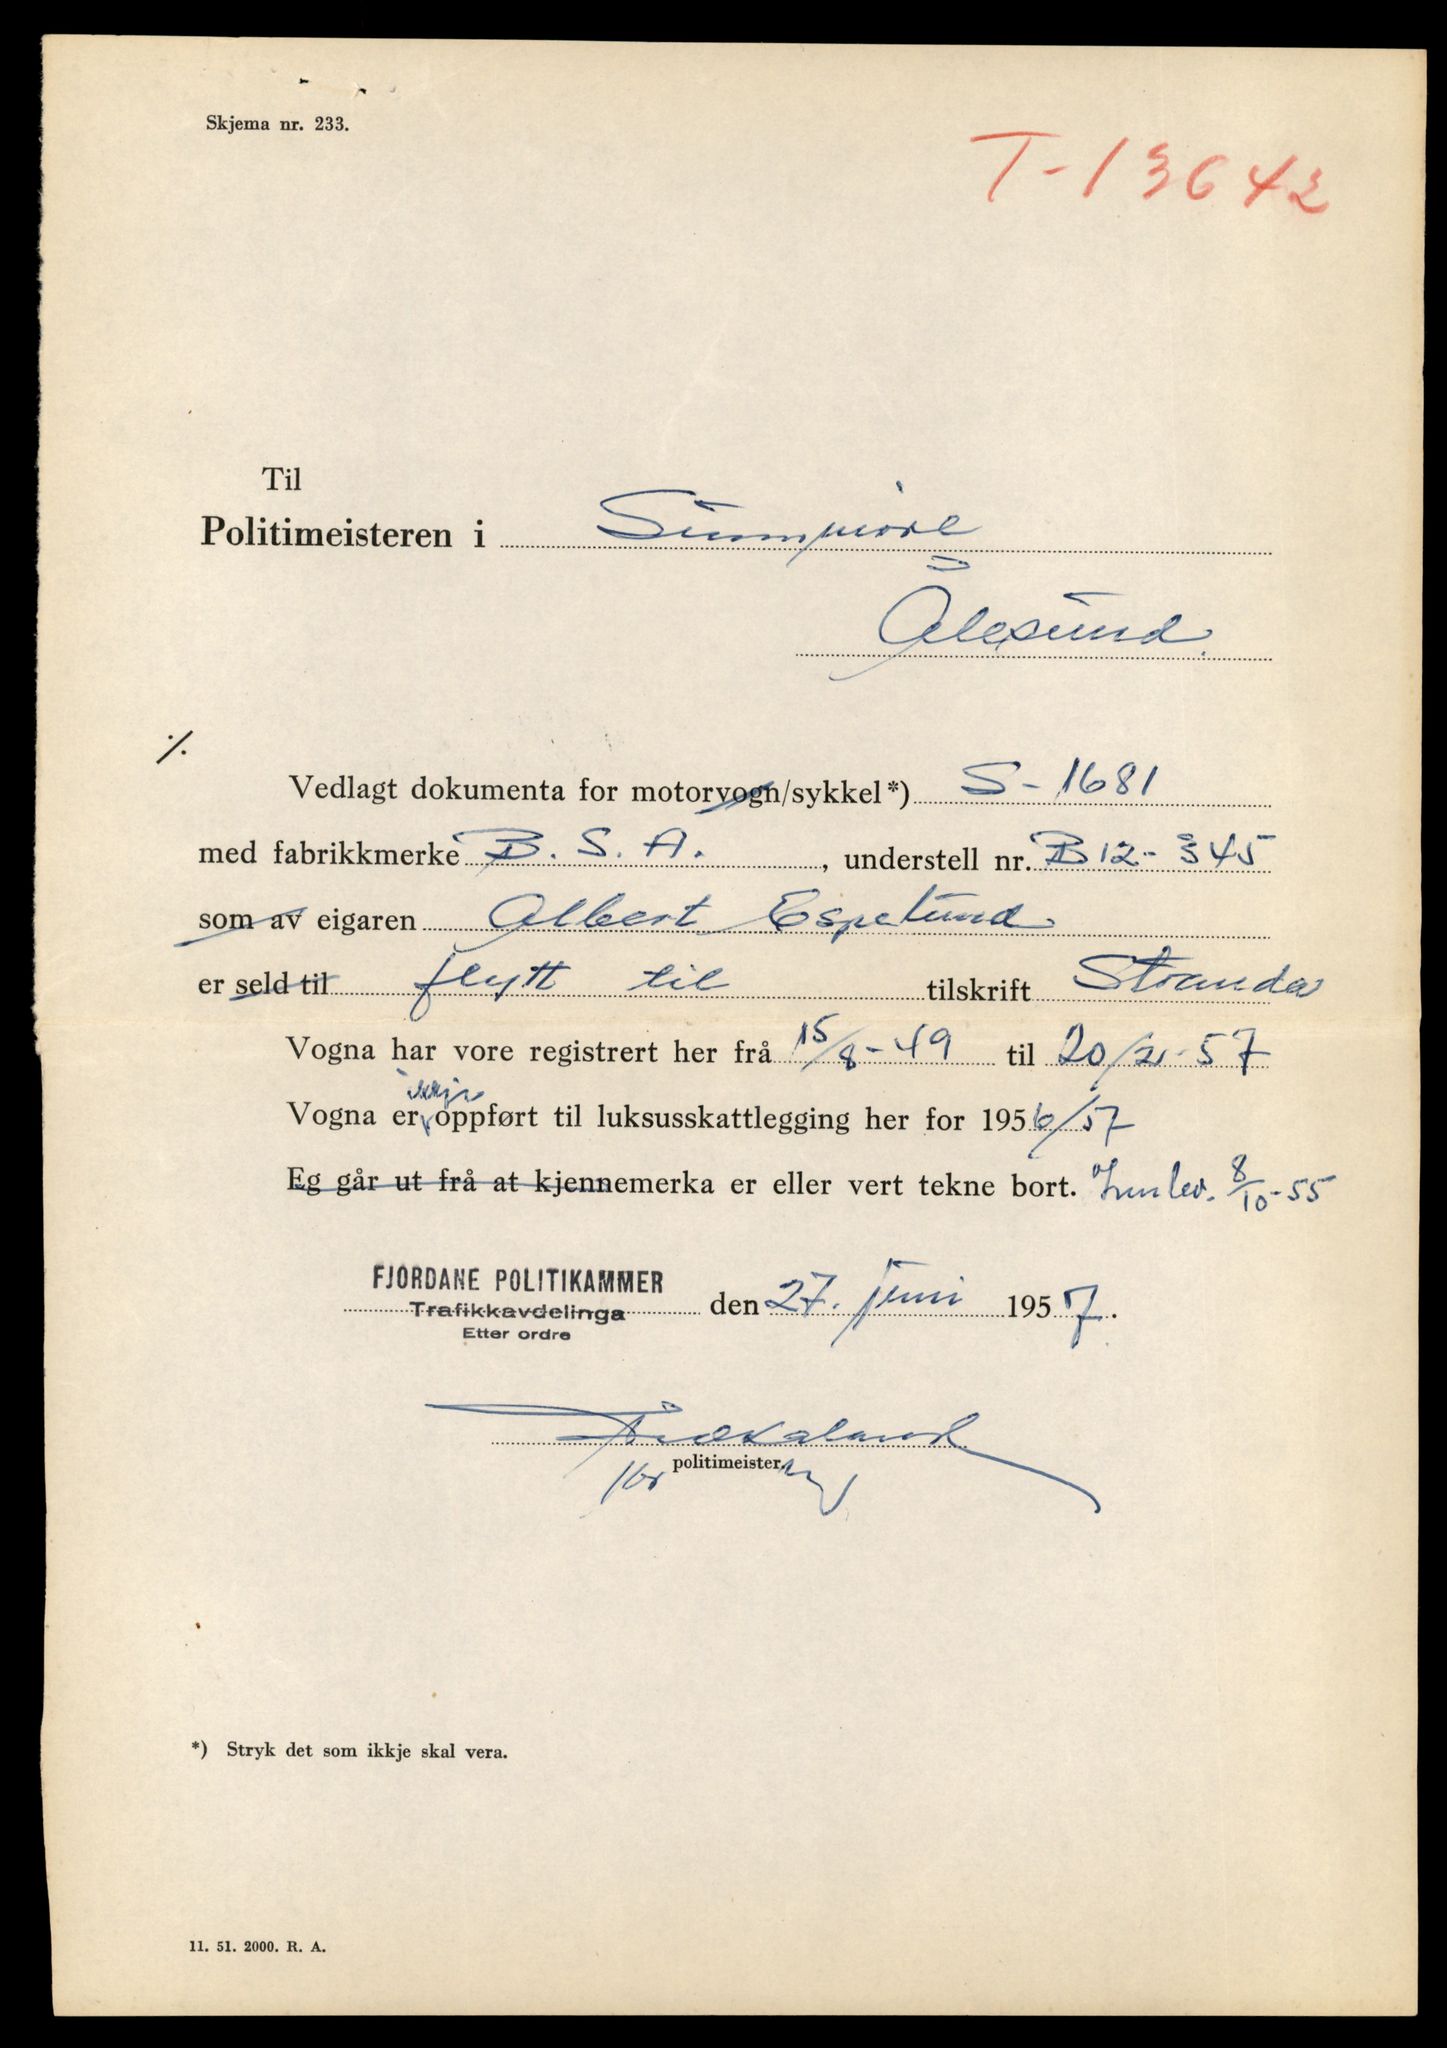 Skjema nr. 233.
T-13642
Til
Politimeisteren i Sunnmöre
Ålesund.
·/.
Vedlagt dokumenta for motorvogn/sykkel*) S-1681
med fabrikkmerke B. S. A. , understell nr. B12-345
som av eigaren Albert Espelund
er seld til flytt til tilskrift Stranda
Vogna har vore registrert her frå 15/8-49 til 20/ -57
ikkje
Vogna er oppført til luksusskattlegging her for 1956/57
Eg går ut frå at kjennemerka er eller vert tekne bort. Innlev. 8/10-55
FJORDANE POLITIKAMMER
Trafikkavdelinga den 27. juni 1957.
Etter ordre
politimeister.
*) Stryk det som ikkje skal vera.
11. 51. 2000. R. A.